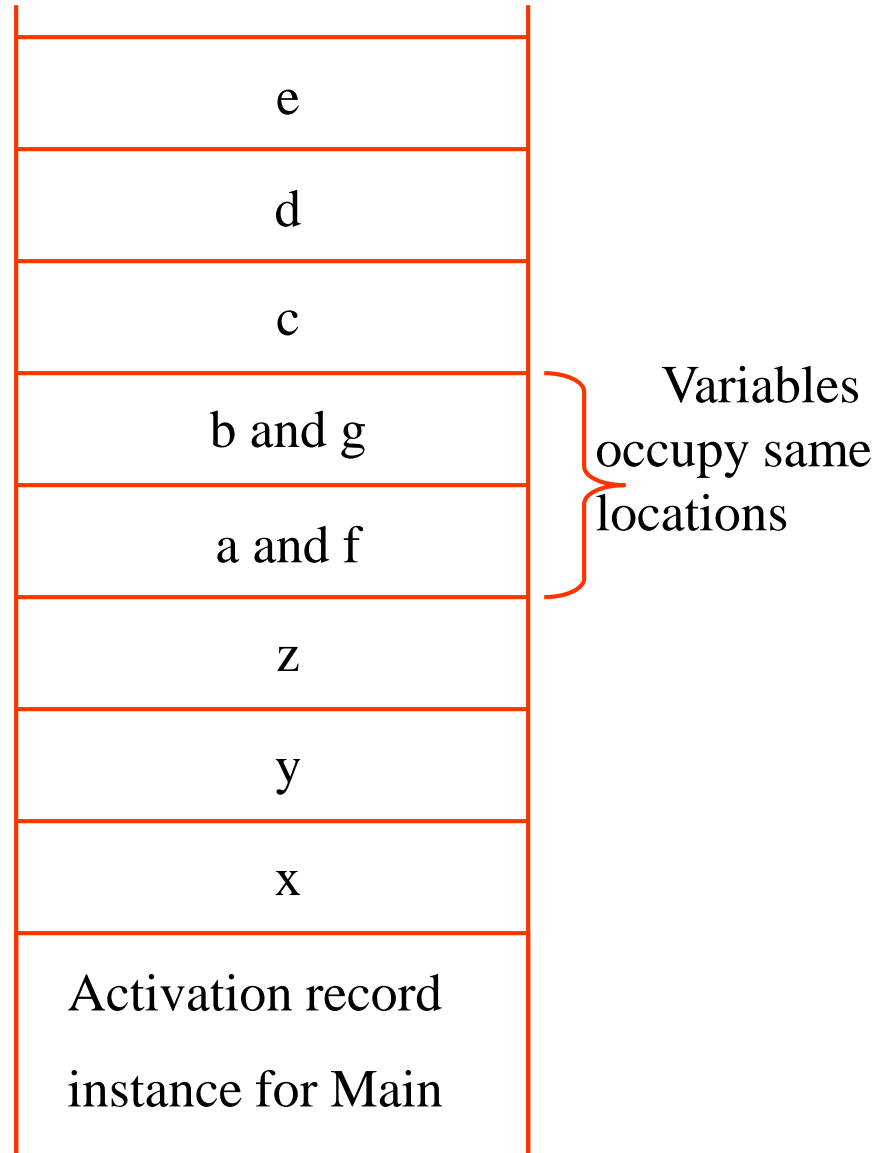 e
d
c
b and g
a and f
Variables
occupy same
locations
z
y
x
Activation record
instance for Main